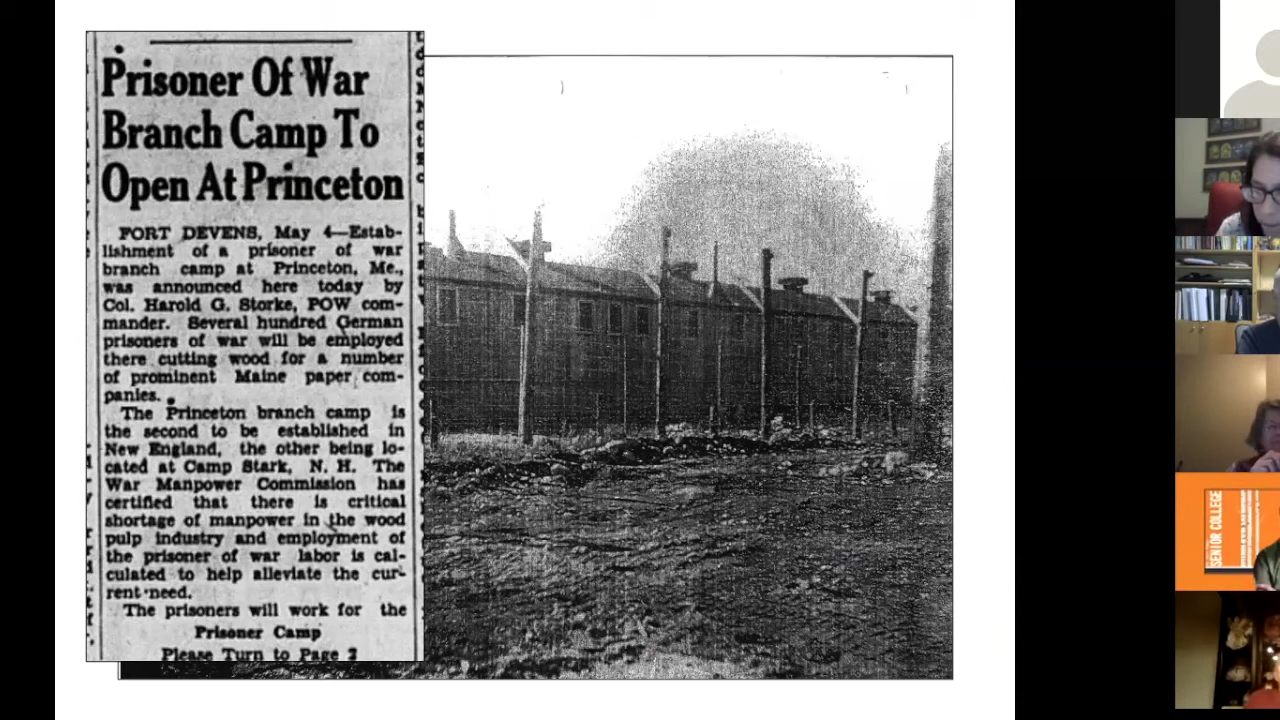 Prisoner Of War
Branch Camp To
Open At Princeton
FORT DEVENS, May 4—Estab-
lishment of a prisoner of war
branch camp at Princeton, Me.,
was announced here today by
Col. Harold G. Storke, POW com-
mander. Several hundred German
prisoners of war will be employed
there cutting wood for a number
of prominent Maine paper com-
panies.
The Princeton branch camp is
the second to be established in
New England, the other being lo-
cated at Camp Stark, N. H. The
War Manpower Commission has
certified that there is critical
shortage of manpower in the wood
pulp industry and employment of
the prisoner of war labor is cal-
culated to help alleviate the cur-
rent need.
The prisoners will work for the
Prisoner Camp
Please Turn to Page 2
SENIOR COLLEGE